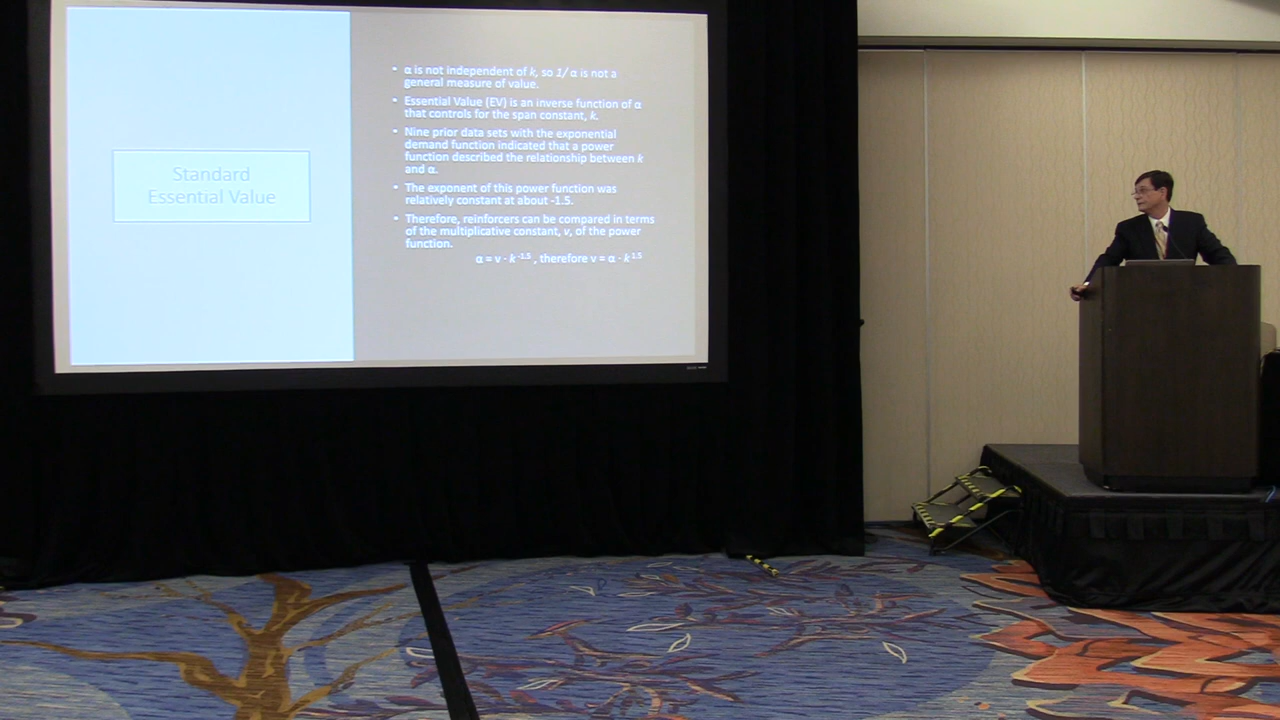 Standard
Essential Value
• α is not independent of k, so 1/ α is not a
general measure of value.
• Essential Value (EV) is an inverse function of α
that controls for the span constant, k.
• Nine prior data sets with the exponential
demand function indicated that a power
function described the relationship between k
and α.
• The exponent of this power function was
relatively constant at about -1.5.
• Therefore, reinforcers can be compared in terms
of the multiplicative constant, v, of the power
function.
α = v · k -1.5 , therefore v = α · k 1.5